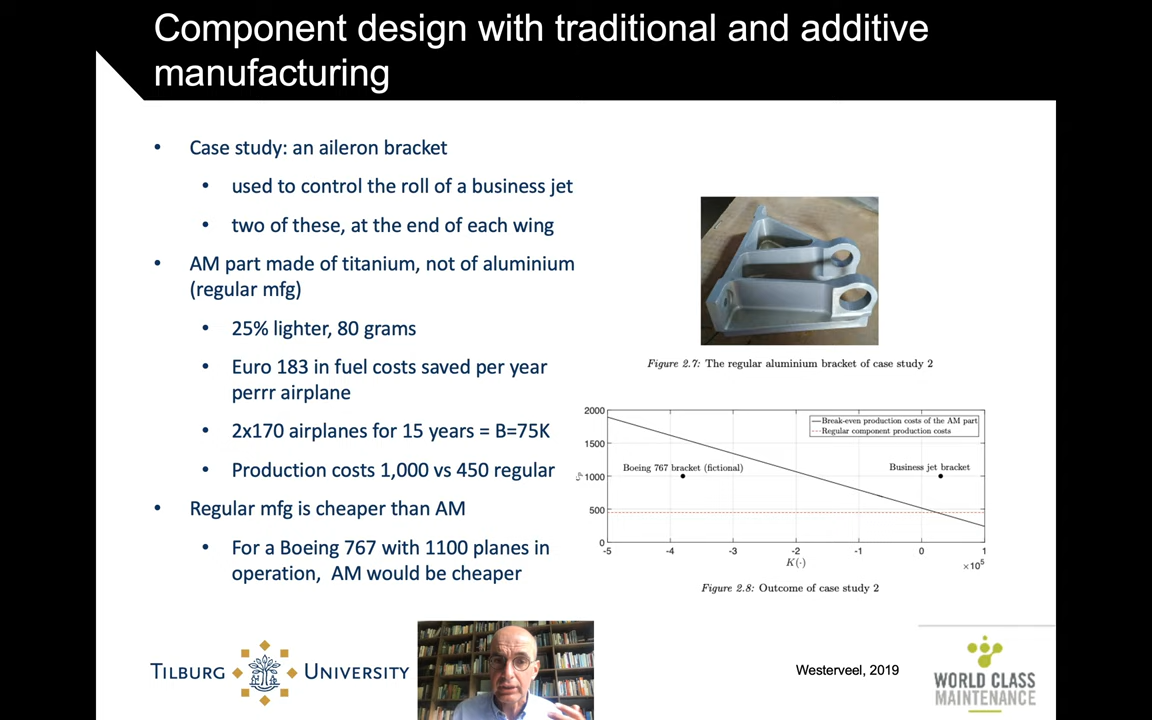 Component design with traditional and additive
manufacturing
• Case study: an aileron bracket
• used to control the roll of a business jet
• two of these, at the end of each wing
• AM part made of titanium, not of aluminium
(regular mfg)
• 25% lighter, 80 grams
• Euro 183 in fuel costs saved per year
perrr airplane
• 2x170 airplanes for 15 years = B=75K
• Production costs 1,000 vs 450 regular
• Regular mfg is cheaper than AM
• For a Boeing 767 with 1100 planes in
operation, AM would be cheaper
Figure 2.7: The regular aluminium bracket of case study 2
2000
1500
1000
500
0
Break-even production costs of the AM part
Regular component production costs
Boeing 767 bracket (fictional)
Business jet bracket
-5 -4 -3 -2 -1 0 1
K(·)
×10⁵
Figure 2.8: Outcome of case study 2
TILBURG UNIVERSITY
Westerveel, 2019
WORLD CLASS
MAINTENANCE